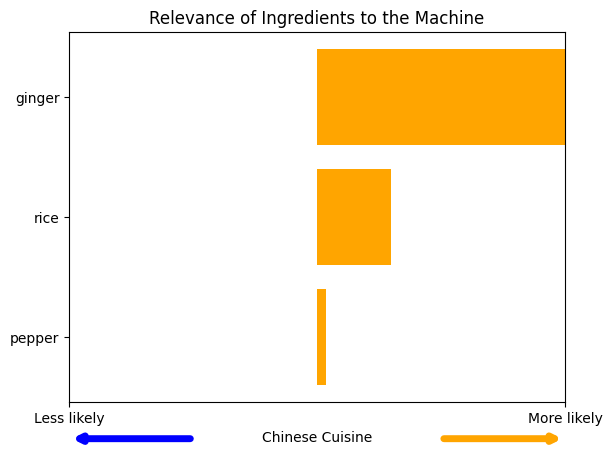 Relevance of Ingredients to the Machine
ginger
rice
pepper
Less likely
More likely
Chinese Cuisine